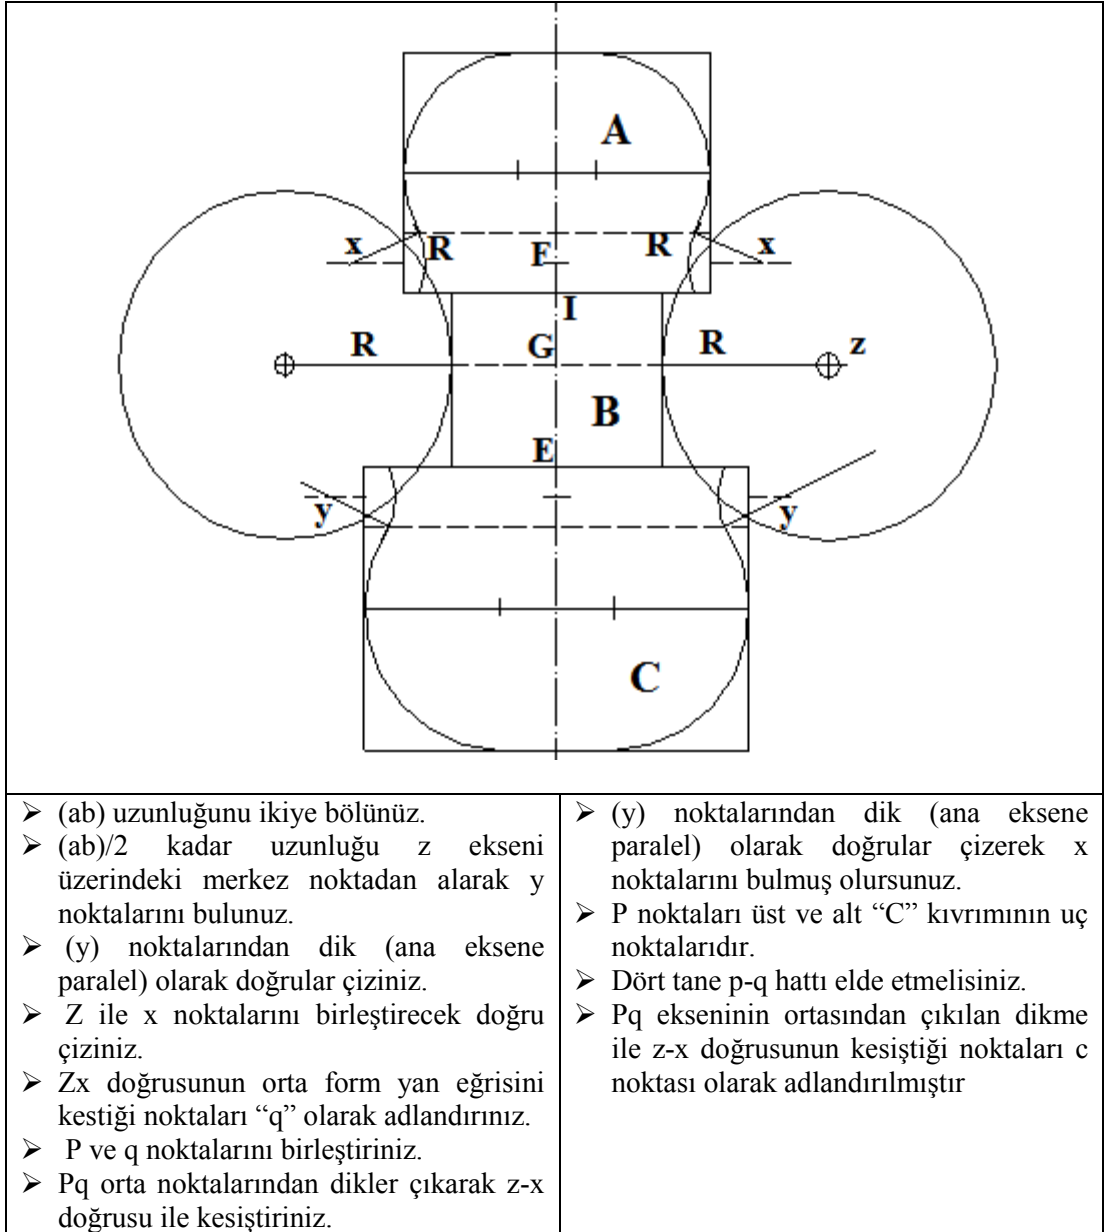 A
x
R
F
R
x
I
R
G
R
z
B
E
y
y
C
➢ (ab) uzunluğunu ikiye bölünüz.
➢ (ab)/2 kadar uzunluğu z ekseni
üzerindeki merkez noktadan alarak y
noktalarını bulunuz.
➢ (y) noktalarından dik (ana eksene
paralel) olarak doğrular çiziniz.
➢ Z ile x noktalarını birleştirecek doğru
çiziniz.
➢ Zx doğrusunun orta form yan eğrisini
kestiği noktaları “q” olarak adlandırınız.
➢ P ve q noktalarını birleştiriniz.
➢ Pq orta noktalarından dikler çıkarak z-x
doğrusu ile kesiştiriniz.
➢ (y) noktalarından dik (ana eksene
paralel) olarak doğrular çizerek x
noktalarını bulmuş olursunuz.
➢ P noktaları üst ve alt “C” kıvrımının uç
noktalarıdır.
➢ Dört tane p-q hattı elde etmelisiniz.
➢ Pq ekseninin ortasından çıkılan dikme
ile z-x doğrusunun kesiştiği noktaları c
noktası olarak adlandırılmıştır